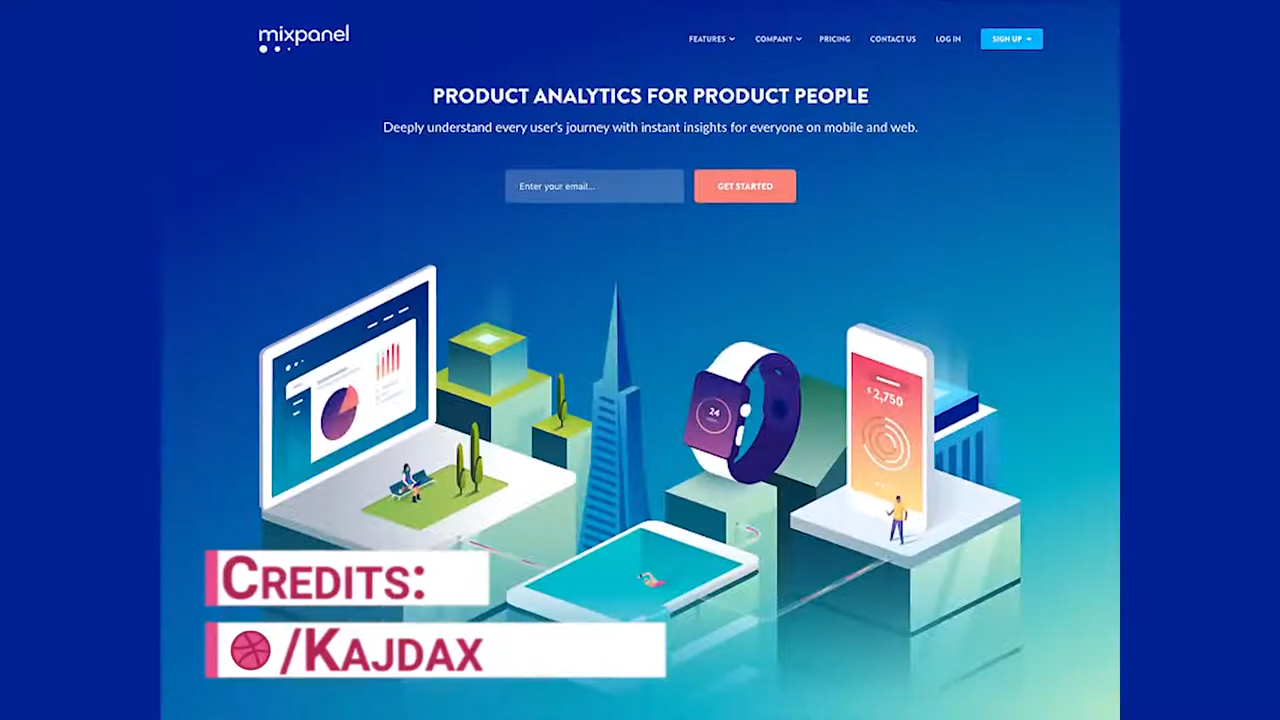 mixpanel
FEATURES COMPANY PRICING CONTACT US LOG IN SIGN UP
PRODUCT ANALYTICS FOR PRODUCT PEOPLE
Deeply understand every user's journey with instant insights for everyone on mobile and web.
Enter your email... GET STARTED
$2,750
24
CREDITS:
/KAJDAX